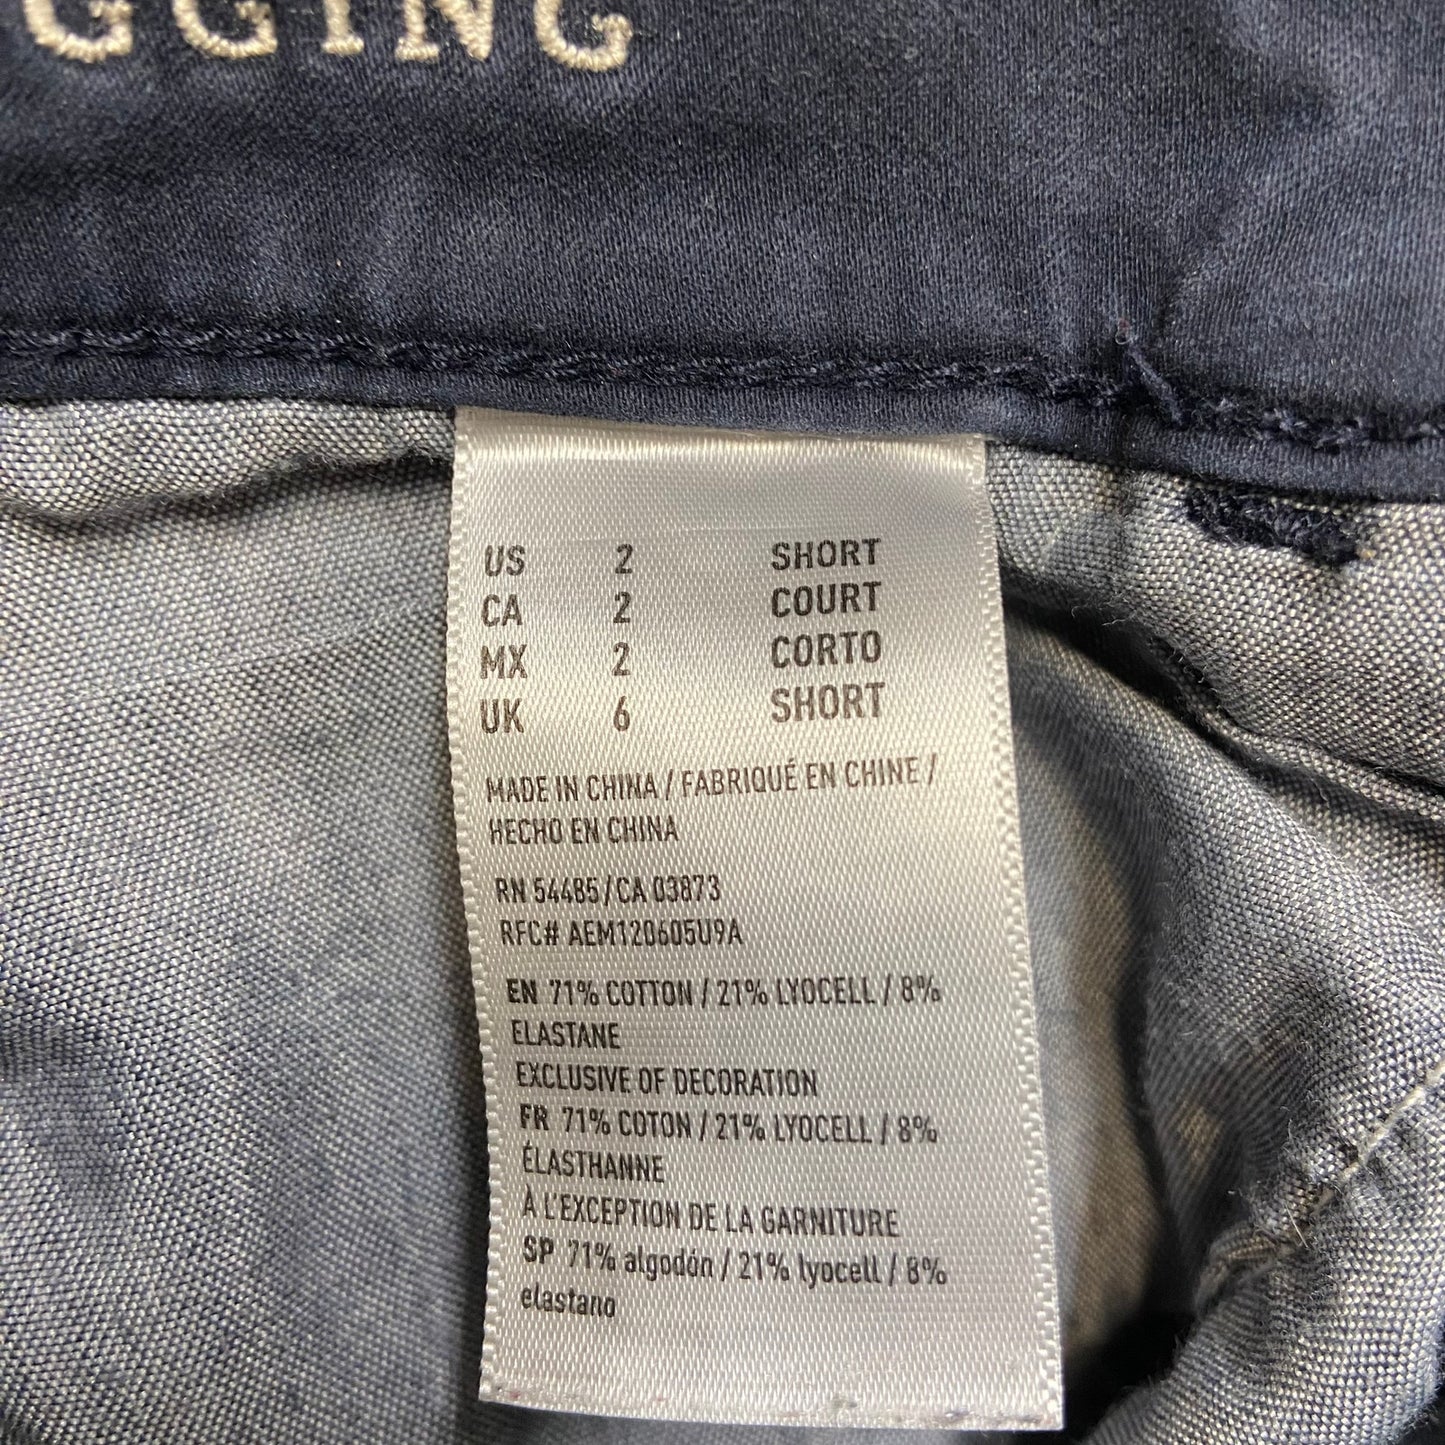 GGING
US 2 SHORT
CA 2 COURT
MX 2 CORTO
UK 6 SHORT
MADE IN CHINA / FABRIQUÉ EN CHINE /
HECHO EN CHINA
RN 54485/CA 03873
RFC# AEM120605U9A
EN 71% COTTON / 21% LYOCELL / 8%
ELASTANE
EXCLUSIVE OF DECORATION
FR 71% COTON / 21% LYOCELL / 8%
ÉLASTHANNE
À L'EXCEPTION DE LA GARNITURE
SP 71% algodón / 21% lyocell / 8%
elastano